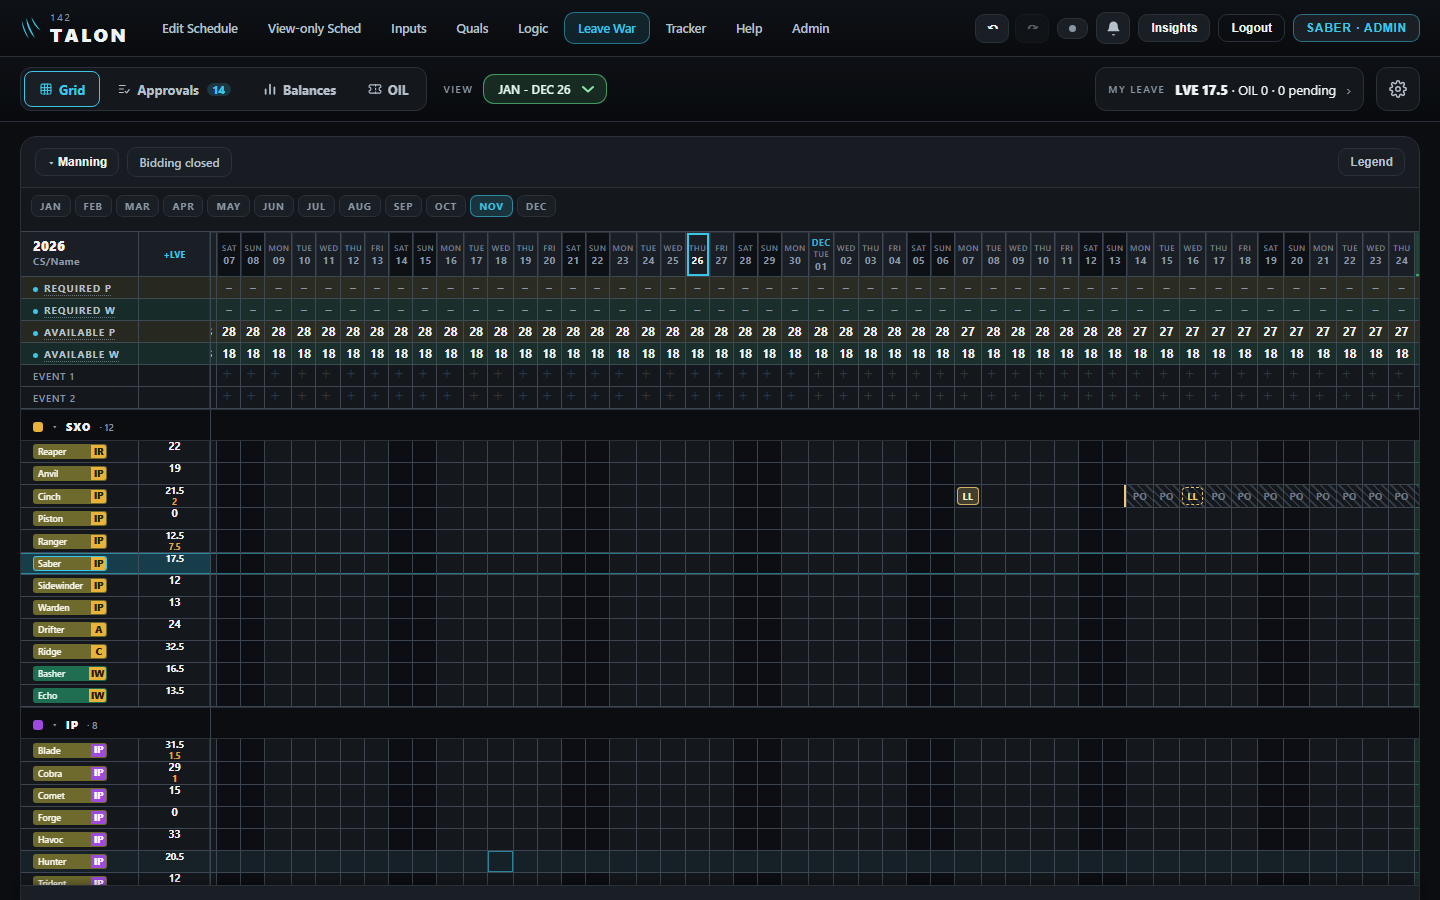 142
TALON
Edit Schedule View-only Sched Inputs Quals Logic Leave War Tracker Help Admin
Insights Logout SABER · ADMIN
Grid Approvals 14 Balances OIL VIEW JAN - DEC 26
MY LEAVE LVE 17.5 · OIL 0 · 0 pending ›
Manning Bidding closed Legend
JAN FEB MAR APR MAY JUN JUL AUG SEP OCT NOV DEC
2026
CS/Name
+LVE
SAT 07 SUN 08 MON 09 TUE 10 WED 11 THU 12 FRI 13 SAT 14 SUN 15 MON 16 TUE 17 WED 18 THU 19 FRI 20 SAT 21 SUN 22 MON 23 TUE 24 WED 25 THU 26 FRI 27 SAT 28 SUN 29 MON 30 DEC TUE 01 WED 02 THU 03 FRI 04 SAT 05 SUN 06 MON 07 TUE 08 WED 09 THU 10 FRI 11 SAT 12 SUN 13 MON 14 TUE 15 WED 16 THU 17 FRI 18 SAT 19 SUN 20 MON 21 TUE 22 WED 23 THU 24
REQUIRED P – – – – – – – – – – – – – – – – – – – – – – – – – – – – – – – – – – – – – – – – – – – – – – – –
REQUIRED W – – – – – – – – – – – – – – – – – – – – – – – – – – – – – – – – – – – – – – – – – – – – – – – –
AVAILABLE P 28 28 28 28 28 28 28 28 28 28 28 28 28 28 28 28 28 28 28 28 28 28 28 28 28 28 28 28 28 28 27 28 28 28 28 28 28 27 27 27 27 27 27 27 27 27 27 27
AVAILABLE W 18 18 18 18 18 18 18 18 18 18 18 18 18 18 18 18 18 18 18 18 18 18 18 18 18 18 18 18 18 18 18 18 18 18 18 18 18 18 18 18 18 18 18 18 18 18 18 18
EVENT 1 + + + + + + + + + + + + + + + + + + + + + + + + + + + + + + + + + + + + + + + + + + + + + + + +
EVENT 2 + + + + + + + + + + + + + + + + + + + + + + + + + + + + + + + + + + + + + + + + + + + + + + + +
SXO · 12
Reaper IR 22
Anvil IP 19
Cinch IP 21.5 2 LL PO PO LL PO PO PO PO PO PO PO PO
Piston IP 0
Ranger IP 12.5 7.5
Saber IP 17.5
Sidewinder IP 12
Warden IP 13
Drifter A 24
Ridge C 32.5
Basher IW 16.5
Echo IW 13.5
IP · 8
Blade IP 31.5 1.5
Cobra IP 29 1
Comet IP 15
Forge IP 0
Havoc IP 33
Hunter IP 20.5
Trident IP 12